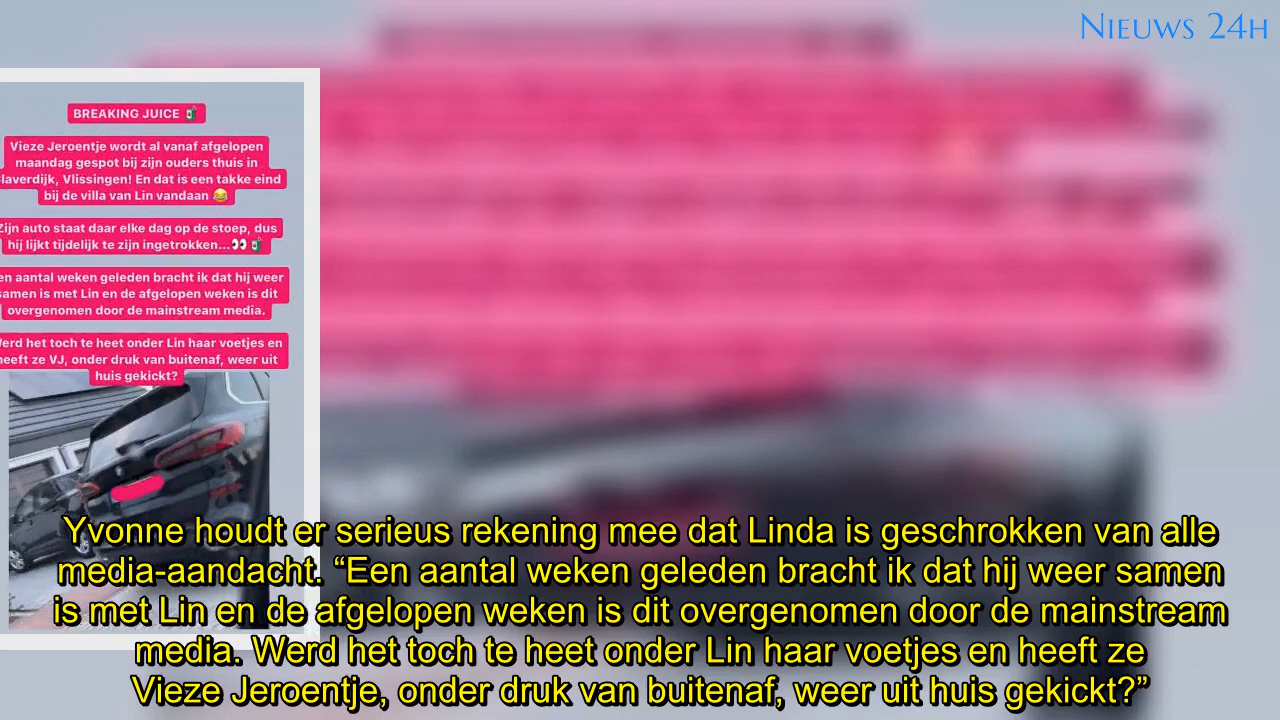 NIEUWS 24H
BREAKING JUICE
Vieze Jeroentje wordt al vanaf afgelopen
maandag gespot bij zijn ouders thuis in
laverdijk, Vlissingen! En dat is een takke eind
bij de villa van Lin vandaan 😂
Zijn auto staat daar elke dag op de stoep, dus
hij lijkt tijdelijk te zijn ingetrokken...👀🧃
en aantal weken geleden bracht ik dat hij weer
samen is met Lin en de afgelopen weken is dit
overgenomen door de mainstream media.
Werd het toch te heet onder Lin haar voetjes en
heeft ze VJ, onder druk van buitenaf, weer uit
huis gekickt?
Yvonne houdt er serieus rekening mee dat Linda is geschrokken van alle
media-aandacht. “Een aantal weken geleden bracht ik dat hij weer samen
is met Lin en de afgelopen weken is dit overgenomen door de mainstream
media. Werd het toch te heet onder Lin haar voetjes en heeft ze
Vieze Jeroentje, onder druk van buitenaf, weer uit huis gekickt?”